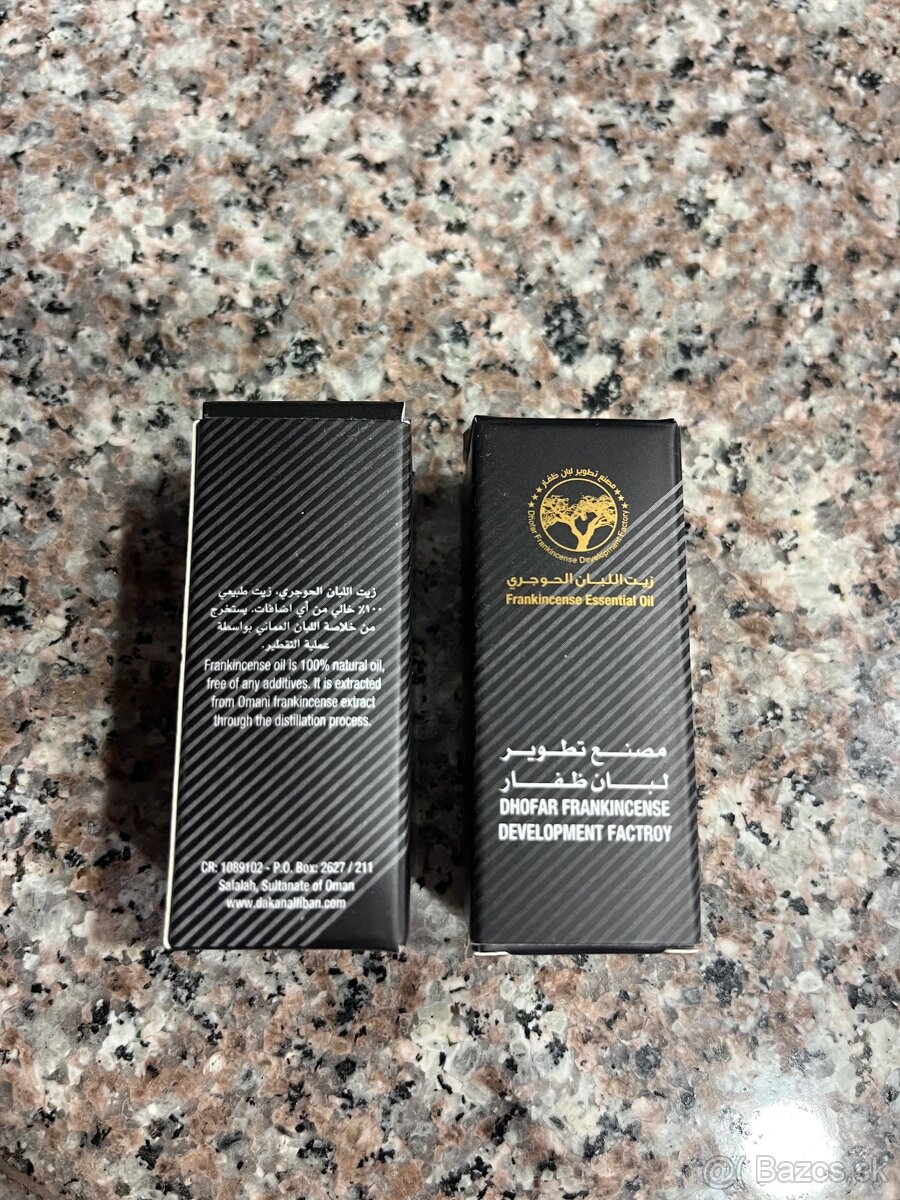 زيت اللبان الحوجري، زيت طبيعي
١٠٠٪ خالي من أي اضافات. يستخرج
من خلاصة اللبان العماني بواسطة
عملية التقطير.
Frankincense oil is 100% natural oil,
free of any additives. It is extracted
from Omani frankincense extract
through the distillation process.
CR: 1089102 - P.O. Box: 2627 / 211
Salalah, Sultanate of Oman
www.dakanalliban.com
مصنع تطوير لبان ظفار
Dhofar Frankincense Development Factory
زيت اللبان الحوجري
Frankincense Essential Oil
مصنع تطوير
لبان ظفار
DHOFAR FRANKINCENSE
DEVELOPMENT FACTROY
@ Bazos.sk